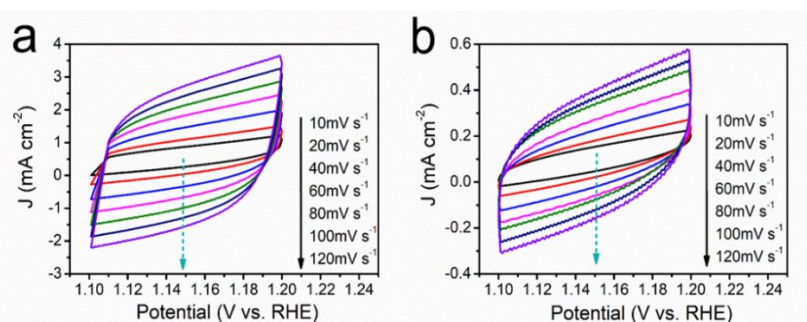 a
J (mA cm⁻²)
4
3
2
1
0
-1
-2
-3
10mV s⁻¹
20mV s⁻¹
40mV s⁻¹
60mV s⁻¹
80mV s⁻¹
100mV s⁻¹
120mV s⁻¹
1.10 1.12 1.14 1.16 1.18 1.20 1.22 1.24
Potential (V vs. RHE)
b
J (mA cm⁻²)
0.6
0.4
0.2
0.0
-0.2
-0.4
10mV s⁻¹
20mV s⁻¹
40mV s⁻¹
60mV s⁻¹
80mV s⁻¹
100mV s⁻¹
120mV s⁻¹
1.10 1.12 1.14 1.16 1.18 1.20 1.22 1.24
Potential (V vs. RHE)